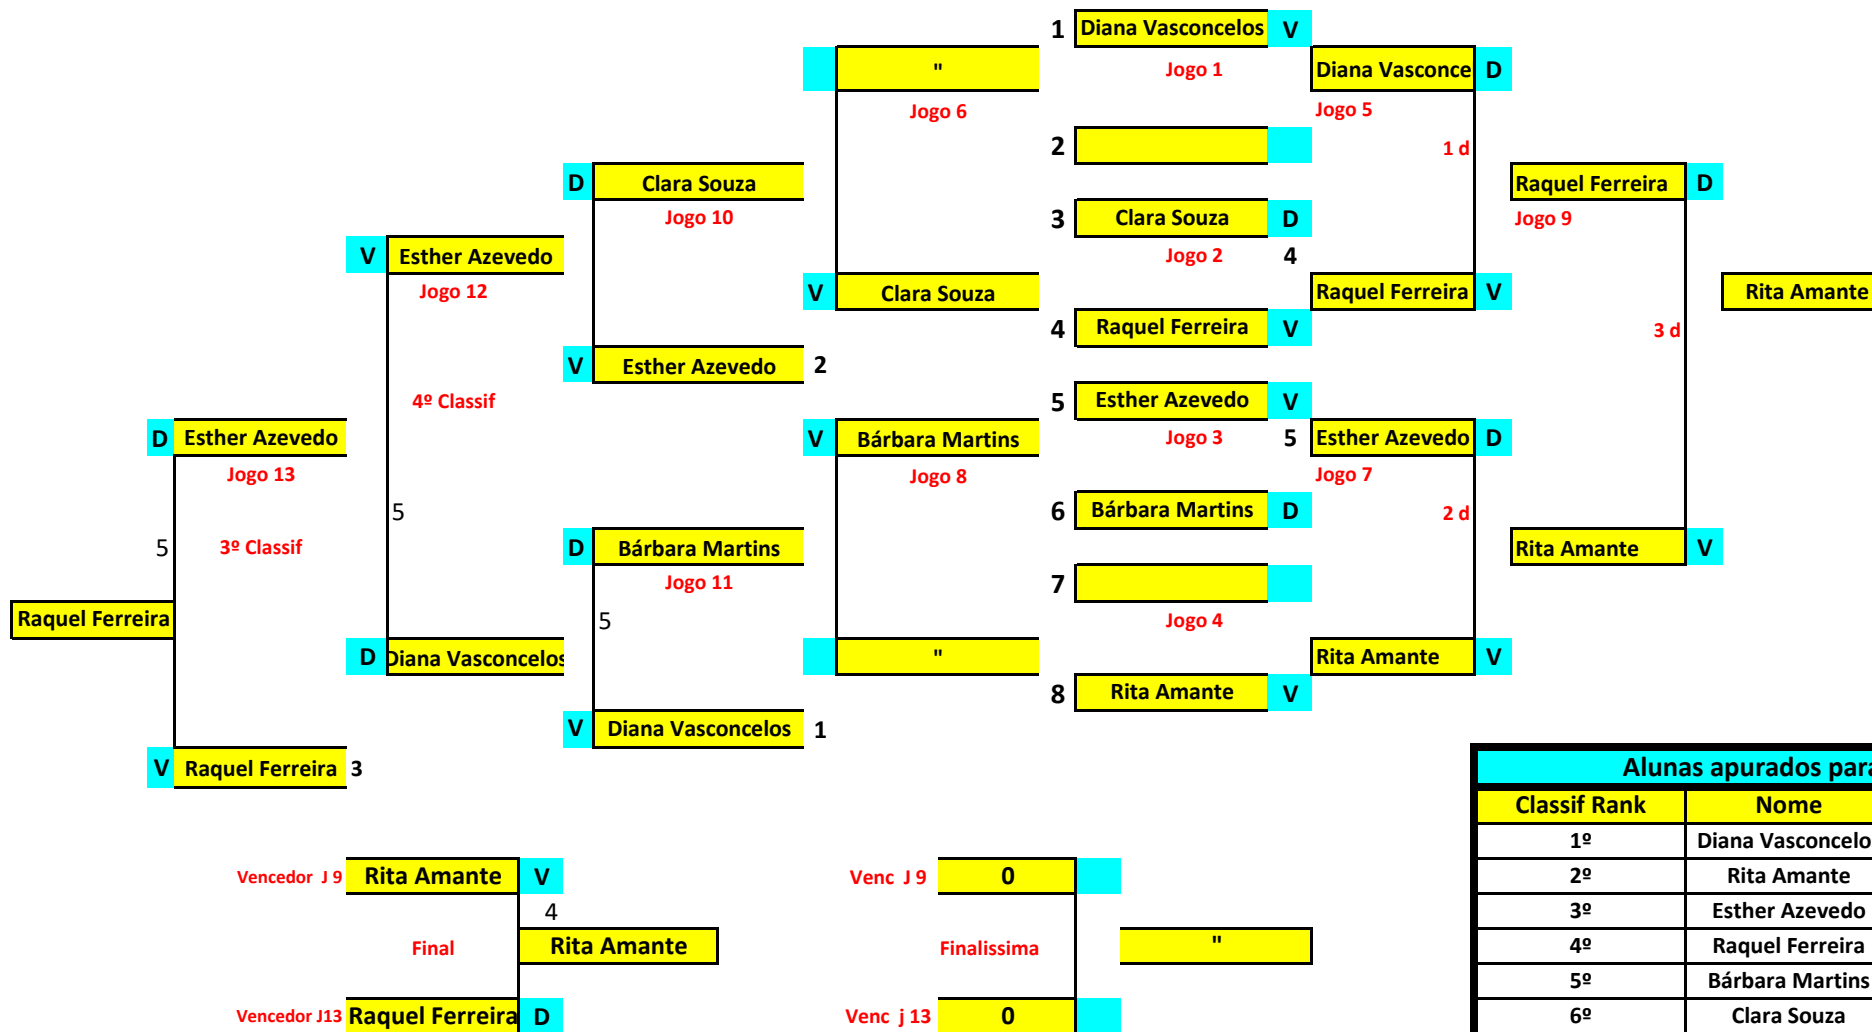 1 Diana Vasconcelos V
" Jogo 1 Diana Vasconce D
Jogo 6 Jogo 5
2 1 d
D Clara Souza Raquel Ferreira D
Jogo 10 3 Clara Souza D Jogo 9
V Esther Azevedo Jogo 2 4
Jogo 12 V Clara Souza Raquel Ferreira V Rita Amante
4 Raquel Ferreira V 3 d
V Esther Azevedo 2
4º Classif 5 Esther Azevedo V
D Esther Azevedo V Bárbara Martins Jogo 3 5 Esther Azevedo D
Jogo 13 Jogo 8 Jogo 7
5 6 Bárbara Martins D 2 d
5 3º Classif D Bárbara Martins Rita Amante V
Jogo 11 7
Raquel Ferreira 5 Jogo 4
D Diana Vasconcelos " Rita Amante V
8 Rita Amante V
V Diana Vasconcelos 1
V Raquel Ferreira 3 Alunas apurados para
Classif Rank Nome
1º Diana Vasconcelo
Vencedor J 9 Rita Amante V Venc J 9 0 2º Rita Amante
4 3º Esther Azevedo
Final Rita Amante Finalissima " 4º Raquel Ferreira
5º Bárbara Martins
Vencedor J13 Raquel Ferreira D Venc j 13 0 6º Clara Souza